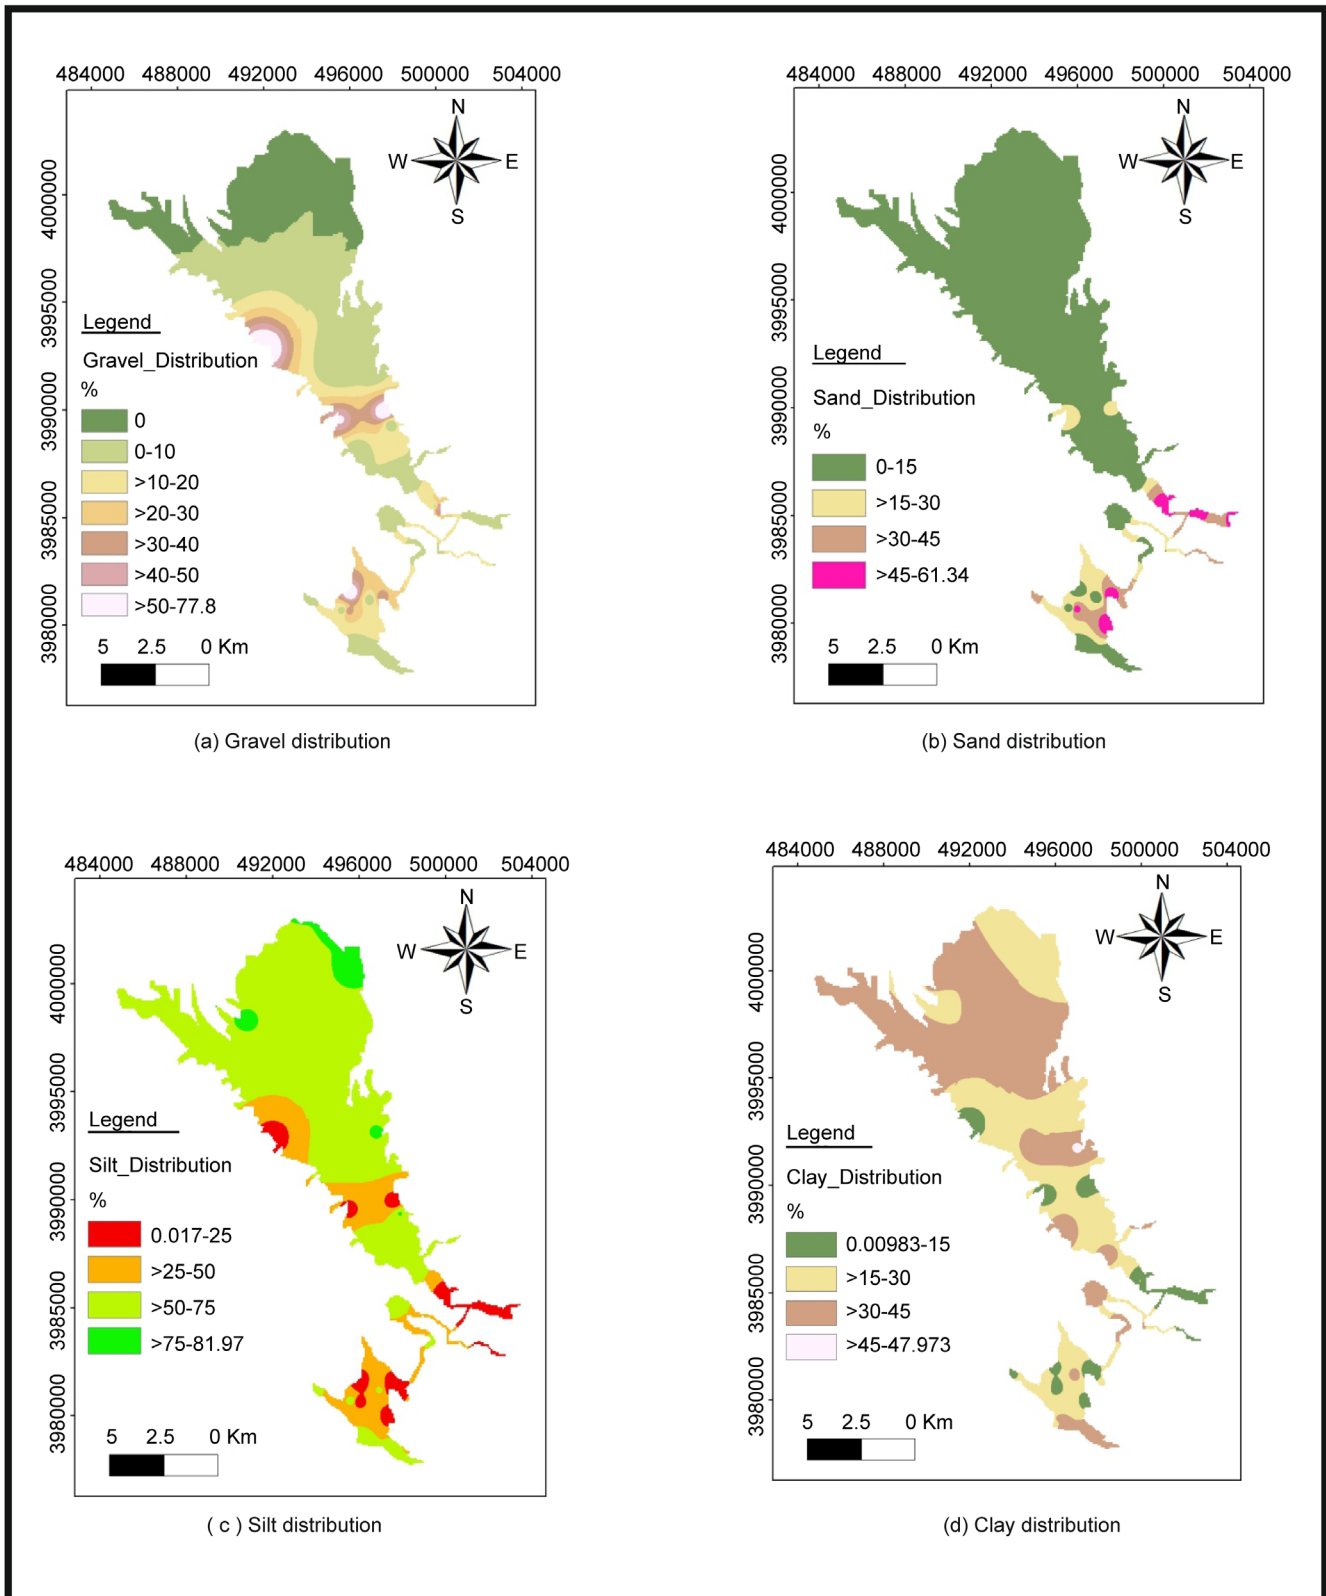 484000 488000 492000 496000 500000 504000
N
W E
S
4000000
3995000
3990000
3985000
3980000
Legend
Gravel_Distribution
%
0
0-10
>10-20
>20-30
>30-40
>40-50
>50-77.8
5 2.5 0 Km
(a) Gravel distribution
484000 488000 492000 496000 500000 504000
N
W E
S
4000000
3995000
3990000
3985000
3980000
Legend
Sand_Distribution
%
0-15
>15-30
>30-45
>45-61.34
5 2.5 0 Km
(b) Sand distribution
484000 488000 492000 496000 500000 504000
N
W E
S
4000000
3995000
3990000
3985000
3980000
Legend
Silt_Distribution
%
0.017-25
>25-50
>50-75
>75-81.97
5 2.5 0 Km
( c ) Silt distribution
484000 488000 492000 496000 500000 504000
N
W E
S
4000000
3995000
3990000
3985000
3980000
Legend
Clay_Distribution
%
0.00983-15
>15-30
>30-45
>45-47.973
5 2.5 0 Km
(d) Clay distribution